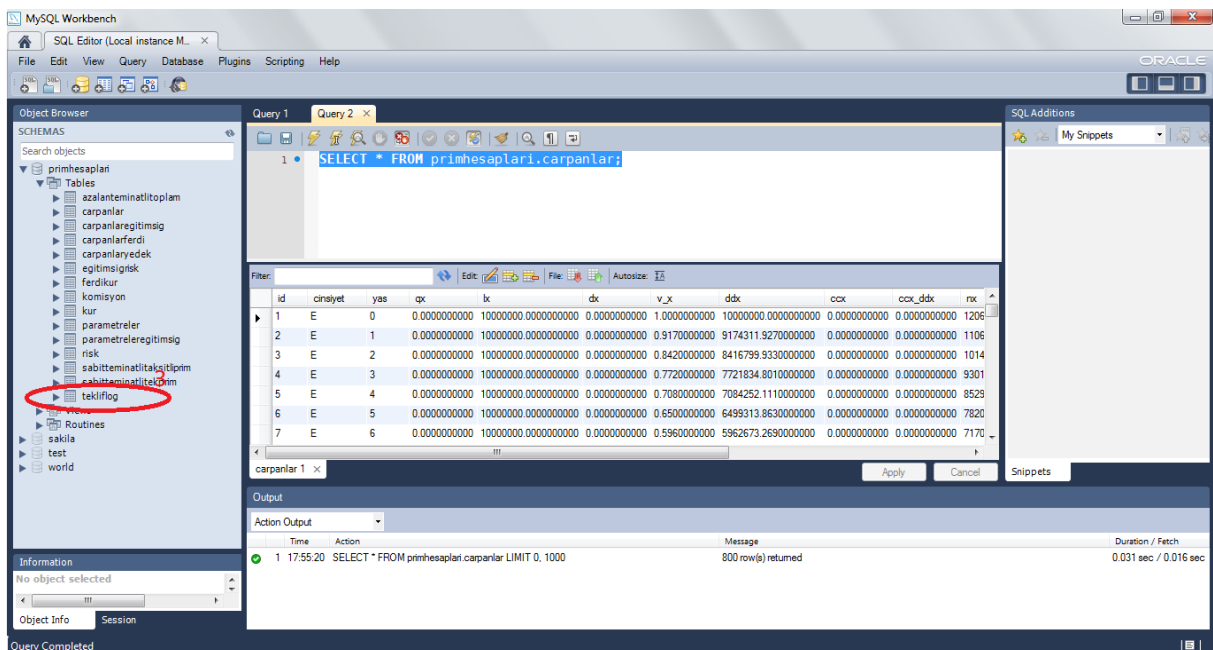 MySQL Workbench
SQL Editor (Local instance M...
File Edit View Query Database Plugins Scripting Help
ORACLE
Object Browser
SCHEMAS
Search objects
primhesaplari
Tables
azalanteminatlitoplam
carpanlar
carpanlaregitimsig
carpanlarferdi
carpanlaryedek
egitimsigrisk
ferdikur
komisyon
kur
parametreler
parametreleregitimsig
risk
sabitteminatlitaksitliprim
sabitteminatlitekprim
3
tekliflog
Views
Routines
sakila
test
world
Information
No object selected
Object Info Session
Query Completed
Query 1 Query 2
1 SELECT * FROM primhesaplari.carpanlar;
Filter: Edit: File: Autosize:
id cinsiyet yas qx lx dx v_x ddx ccx ccx_ddx nx
1 E 0 0.0000000000 10000000.0000000000 0.0000000000 1.0000000000 10000000.0000000000 0.0000000000 0.0000000000 1206
2 E 1 0.0000000000 10000000.0000000000 0.0000000000 0.9170000000 9174311.9270000000 0.0000000000 0.0000000000 1106
3 E 2 0.0000000000 10000000.0000000000 0.0000000000 0.8420000000 8416799.9330000000 0.0000000000 0.0000000000 1014
4 E 3 0.0000000000 10000000.0000000000 0.0000000000 0.7720000000 7721834.8010000000 0.0000000000 0.0000000000 9301
5 E 4 0.0000000000 10000000.0000000000 0.0000000000 0.7080000000 7084252.1110000000 0.0000000000 0.0000000000 8529
6 E 5 0.0000000000 10000000.0000000000 0.0000000000 0.6500000000 6499313.8630000000 0.0000000000 0.0000000000 7820
7 E 6 0.0000000000 10000000.0000000000 0.0000000000 0.5960000000 5962673.2690000000 0.0000000000 0.0000000000 7170
carpanlar 1
Apply Cancel
Output
Action Output
Time Action Message Duration / Fetch
1 17:55:20 SELECT * FROM primhesaplari.carpanlar LIMIT 0, 1000 800 row(s) returned 0.031 sec / 0.016 sec
SQL Additions
My Snippets
Snippets